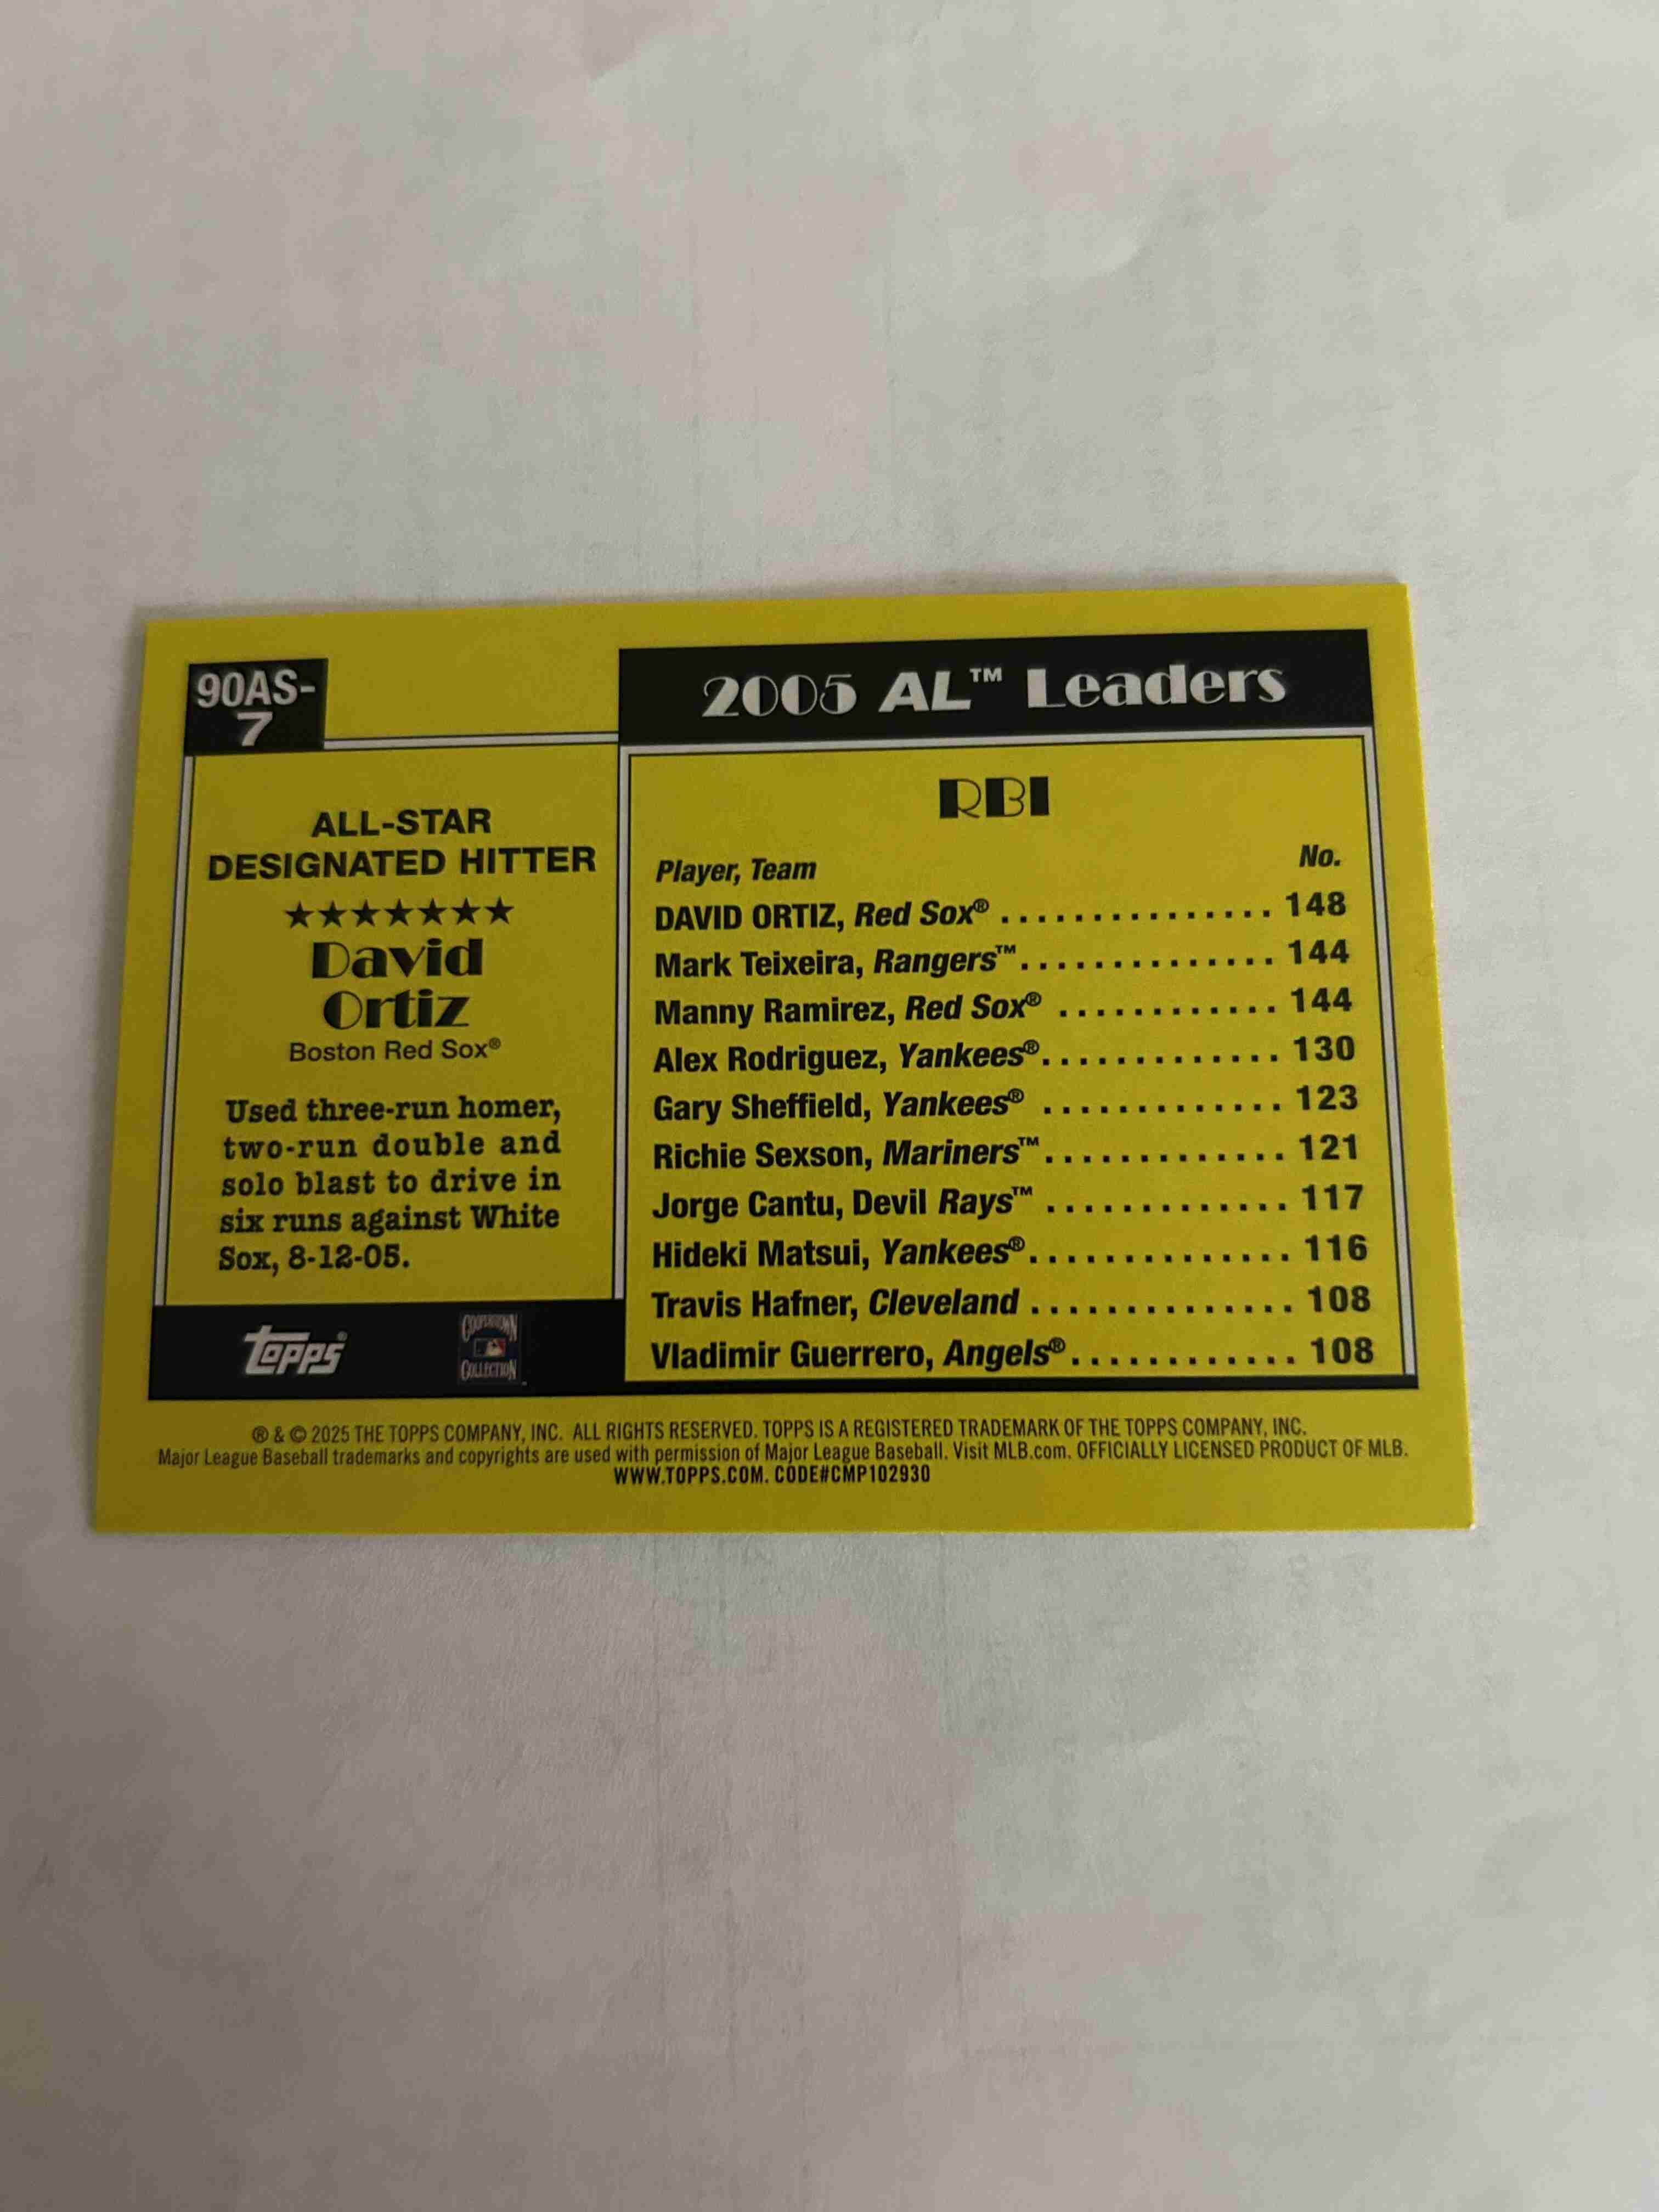 90AS-
7
ALL-STAR
DESIGNATED HITTER
★★★★★★★
David
Ortiz
Boston Red Sox®
Used three-run homer,
two-run double and
solo blast to drive in
six runs against White
Sox, 8-12-05.
Topps®
COOPERSTOWN
COLLECTION™
2005 AL™ Leaders
RBI
Player, Team No.
DAVID ORTIZ, Red Sox® . . . . . . . . . . . . . . . 148
Mark Teixeira, Rangers™ . . . . . . . . . . . . . . 144
Manny Ramirez, Red Sox® . . . . . . . . . . . . 144
Alex Rodriguez, Yankees® . . . . . . . . . . . . . 130
Gary Sheffield, Yankees® . . . . . . . . . . . . . 123
Richie Sexson, Mariners™ . . . . . . . . . . . . . 121
Jorge Cantu, Devil Rays™ . . . . . . . . . . . . . 117
Hideki Matsui, Yankees® . . . . . . . . . . . . . . 116
Travis Hafner, Cleveland . . . . . . . . . . . . . . 108
Vladimir Guerrero, Angels® . . . . . . . . . . . . 108
® & © 2025 THE TOPPS COMPANY, INC. ALL RIGHTS RESERVED. TOPPS IS A REGISTERED TRADEMARK OF THE TOPPS COMPANY, INC.
Major League Baseball trademarks and copyrights are used with permission of Major League Baseball. Visit MLB.com. OFFICIALLY LICENSED PRODUCT OF MLB.
WWW.TOPPS.COM. CODE#CMP102930